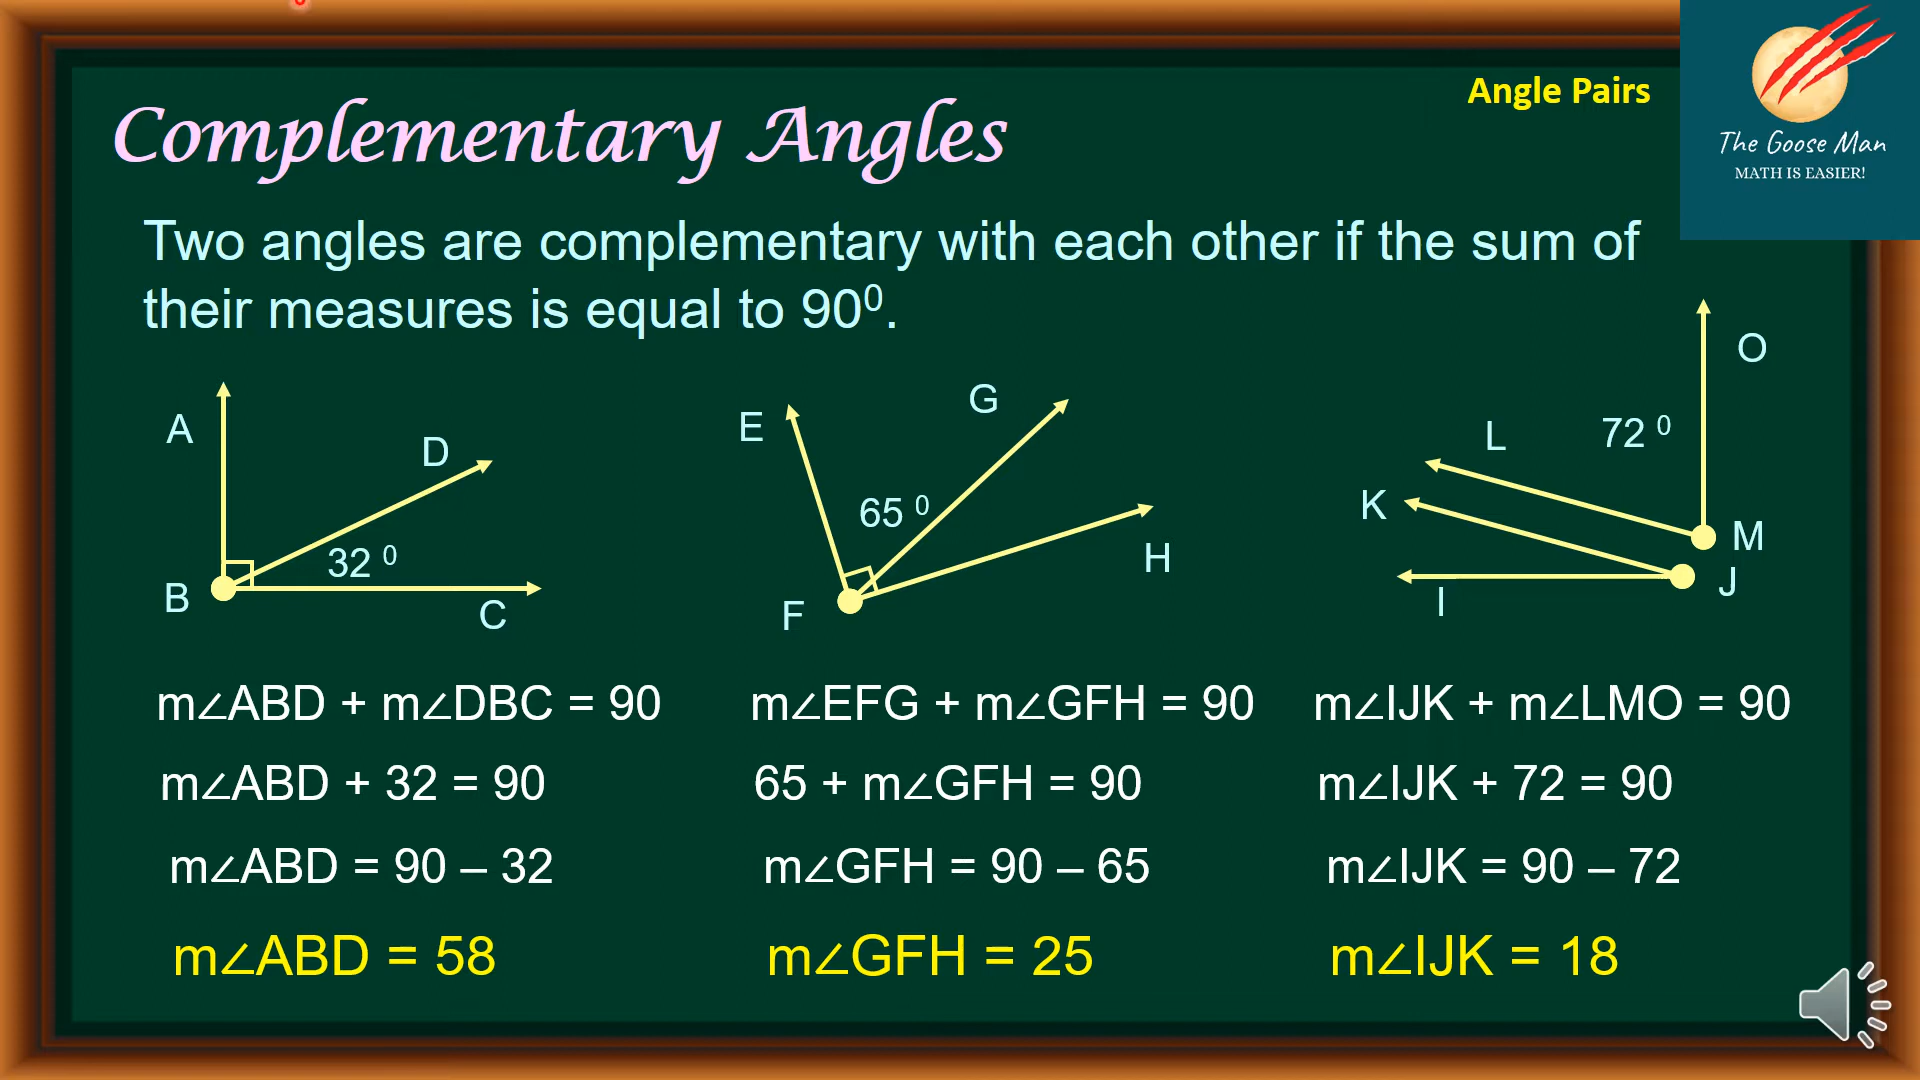 Angle Pairs
The Goose Man
MATH IS EASIER!
Complementary Angles
Two angles are complementary with each other if the sum of
their measures is equal to 90⁰.
A
D
32 ⁰
B
C
E
G
65 ⁰
H
F
O
72 ⁰
L
K
M
J
I
m∠ABD + m∠DBC = 90
m∠ABD + 32 = 90
m∠ABD = 90 – 32
m∠ABD = 58
m∠EFG + m∠GFH = 90
65 + m∠GFH = 90
m∠GFH = 90 – 65
m∠GFH = 25
m∠IJK + m∠LMO = 90
m∠IJK + 72 = 90
m∠IJK = 90 – 72
m∠IJK = 18